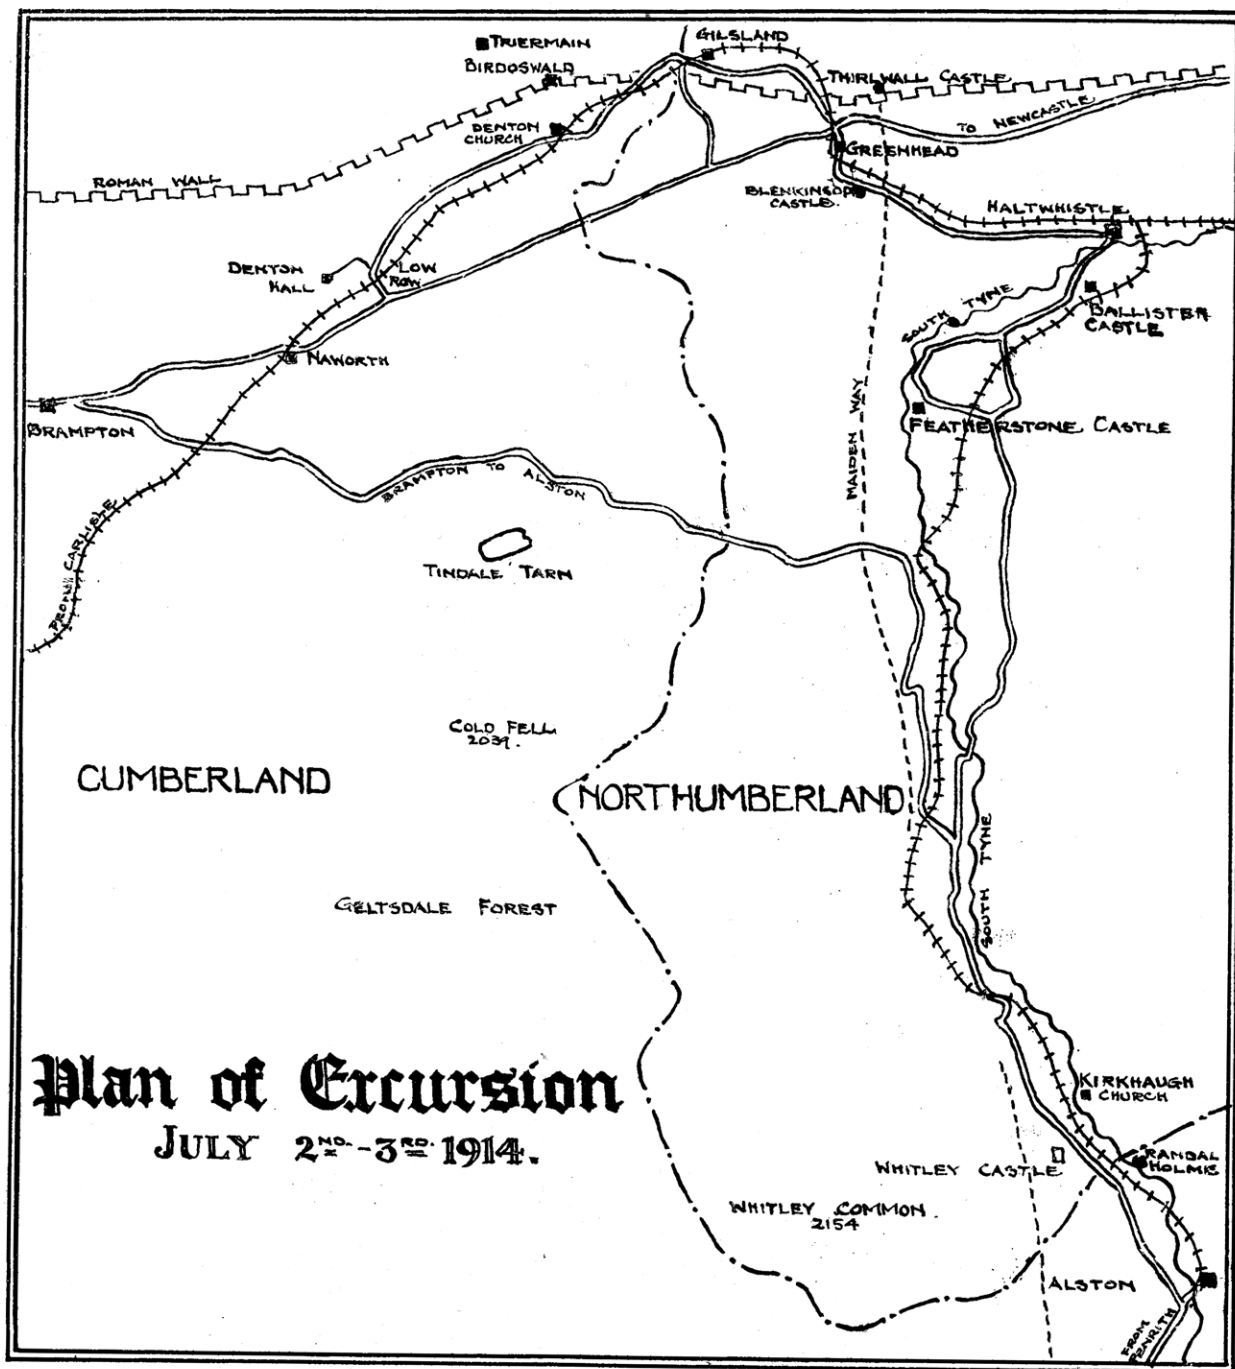 TRIERMAIN
BIRDOSWALD
GILSLAND
THIRLWALL CASTLE
DENTON
CHURCH
TO NEWCASTLE
GREENHEAD
ROMAN WALL
BLENKINSOP
CASTLE.
HALTWHISTLE
DENTON
HALL
LOW
ROW
SOUTH TYNE
BALLISTER
CASTLE
NAWORTH
MAIDEN WAY
BRAMPTON
FEATHERSTONE CASTLE
BRAMPTON TO ALSTON
FROM CARLISLE
TINDALE TARN
COLD FELL
2039.
CUMBERLAND
NORTHUMBERLAND
SOUTH TYNE
GELTSDALE FOREST
Plan of Excursion
JULY 2ND.-3RD. 1914.
KIRKHAUGH
CHURCH
RANDAL
HOLME
WHITLEY CASTLE
WHITLEY COMMON.
2154
ALSTON
FROM
PENRITH